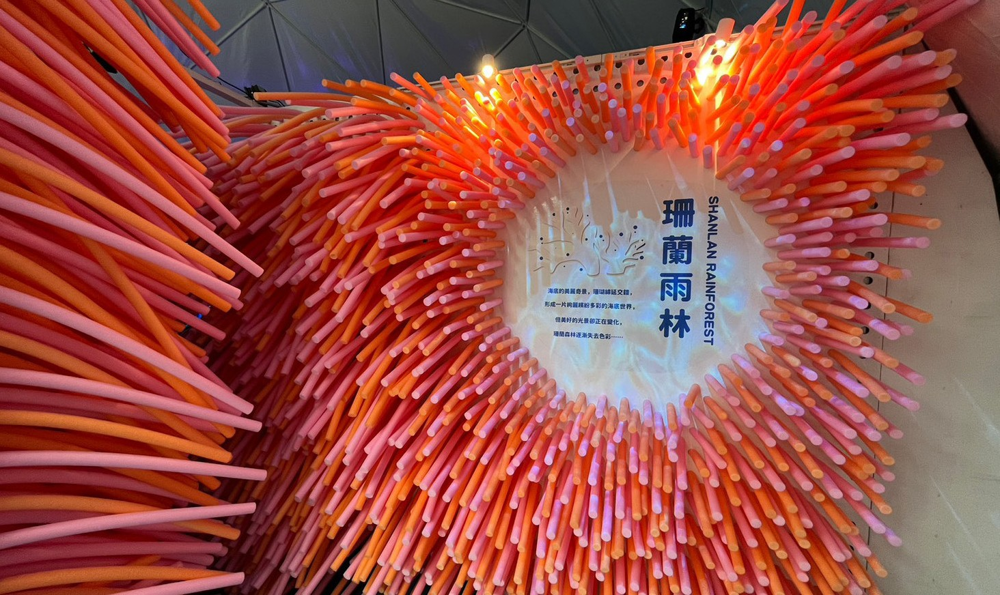 SHANLAN RAINFOREST
珊蘭雨林
海底的美麗奇景，珊瑚綿延交錯，
形成一片絢麗繽紛多彩的海底世界，
但美好的光景卻正在變化，
珊蘭森林逐漸失去色彩⋯⋯